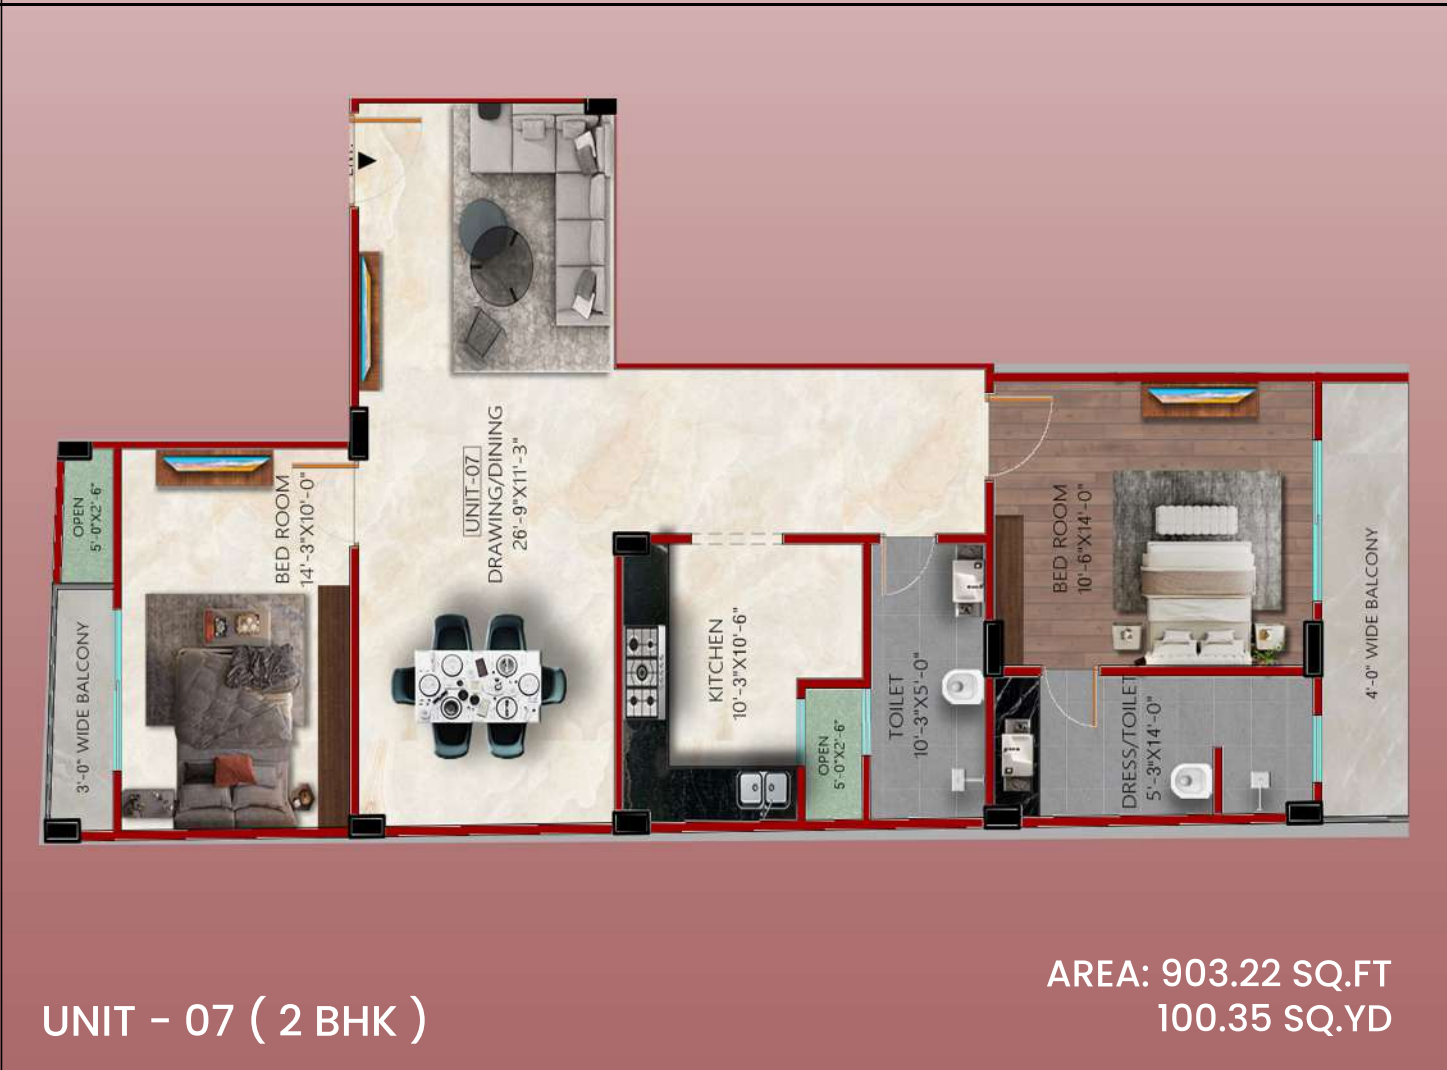 OPEN
5'-0"X2'-6"
3'-0" WIDE BALCONY
BED ROOM
14'-3"X10'-0"
UNIT-07
DRAWING/DINING
26'-9"X11'-3"
KITCHEN
10'-3"X10'-6"
OPEN
5'-0"X2'-6"
TOILET
10'-3"X5'-0"
BED ROOM
10'-6"X14'-0"
DRESS/TOILET
5'-3"X14'-0"
4'-0" WIDE BALCONY
UNIT - 07 ( 2 BHK )
AREA: 903.22 SQ.FT
100.35 SQ.YD